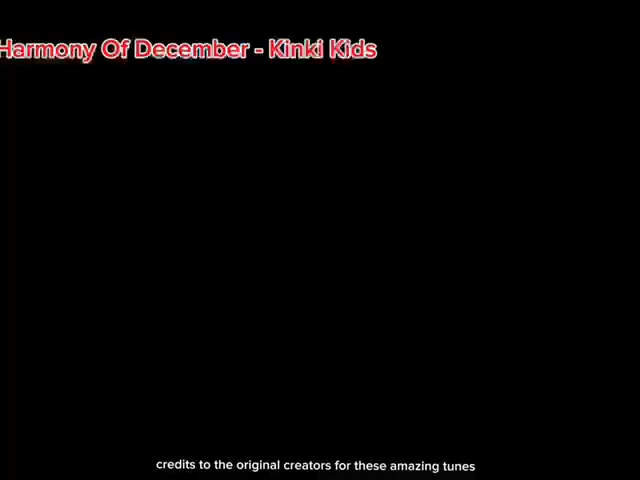 Harmony Of December - Kinki Kids
credits to the original creators for these amazing tunes